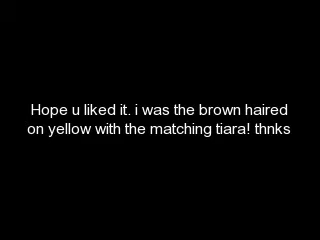 Hope u liked it. i was the brown haired
on yellow with the matching tiara! thnks